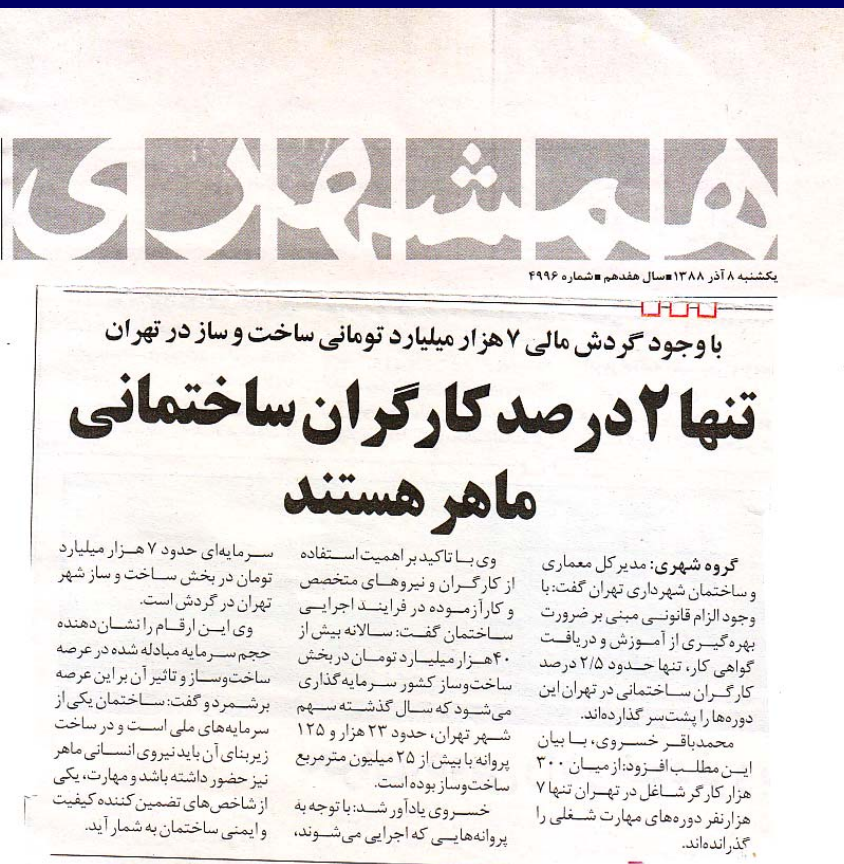 همشهری
یکشنبه ۸ آذر ۱۳۸۸ ■ سال هفدهم ■ شماره ۴۹۹۶
با وجود گردش مالی ۷ هزار میلیارد تومانی ساخت و ساز در تهران
تنها ۲ درصد کارگران ساختمانی
ماهر هستند
گروه شهری: مدیرکل معماری
و ساختمان شهرداری تهران گفت: با
وجود الزام قانونی مبنی بر ضرورت
بهره‌گیری از آموزش و دریافت
گواهی کار، تنها حدود ۲/۵ درصد
کارگران ساختمانی در تهران این
دوره‌ها را پشت‌سر گذارده‌اند.
محمدباقر خسروی، با بیان
این مطلب افزود: از میان ۳۰۰
هزار کارگر شاغل در تهران تنها ۷
هزار نفر دوره‌های مهارت شغلی را
گذرانده‌اند.
وی با تاکید بر اهمیت استفاده
از کارگران و نیروهای متخصص
و کارآزموده در فرایند اجرایی
ساختمان گفت: سالانه بیش از
۴۰ هزار میلیارد تومان در بخش
ساخت‌وساز کشور سرمایه گذاری
می‌شود که سال گذشته سهم
شهر تهران، حدود ۲۳ هزار و ۱۲۵
پروانه با بیش از ۲۵ میلیون مترمربع
ساخت‌وساز بوده است.
خسروی یادآور شد: با توجه به
پروانه‌هایی که اجرایی می‌شوند،
سرمایه‌ای حدود ۷ هزار میلیارد
تومان در بخش ساخت و ساز شهر
تهران در گردش است.
وی این ارقام را نشان‌دهنده
حجم سرمایه مبادله شده در عرصه
ساخت‌وساز و تاثیر آن بر این عرصه
برشمرد و گفت: ساختمان یکی از
سرمایه‌های ملی است و در ساخت
زیربنای آن باید نیروی انسانی ماهر
نیز حضور داشته باشد و مهارت، یکی
از شاخص‌های تضمین کننده کیفیت
و ایمنی ساختمان به شمار آید.